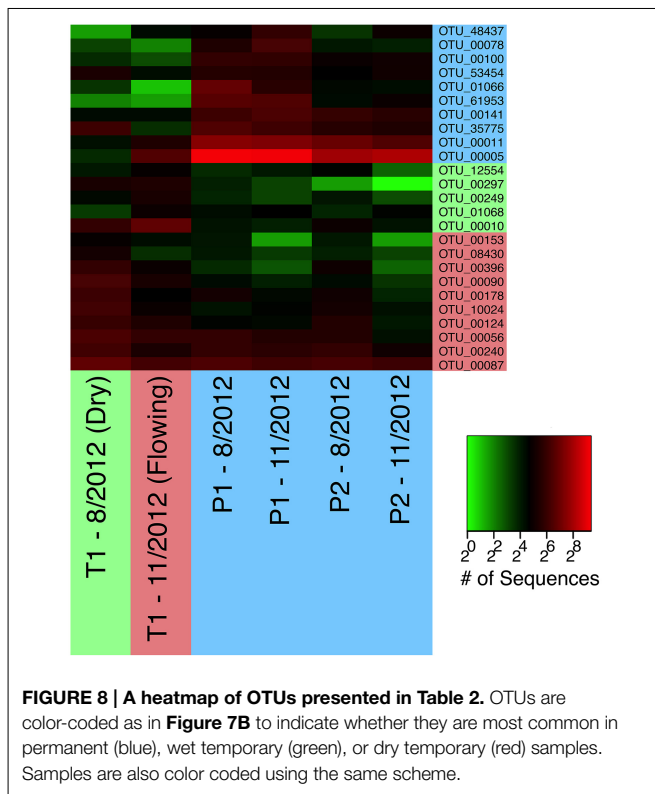 OTU_48437
OTU_00078
OTU_00100
OTU_53454
OTU_01066
OTU_61953
OTU_00141
OTU_35775
OTU_00011
OTU_00005
OTU_12554
OTU_00297
OTU_00249
OTU_01068
OTU_00010
OTU_00153
OTU_08430
OTU_00396
OTU_00090
OTU_00178
OTU_10024
OTU_00124
OTU_00056
OTU_00240
OTU_00087
T1 - 8/2012 (Dry)
T1 - 11/2012 (Flowing)
P1 - 8/2012
P1 - 11/2012
P2 - 8/2012
P2 - 11/2012
2^0 2^2 2^4 2^6 2^8
# of Sequences
FIGURE 8 | A heatmap of OTUs presented in Table 2. OTUs are
color-coded as in Figure 7B to indicate whether they are most common in
permanent (blue), wet temporary (green), or dry temporary (red) samples.
Samples are also color coded using the same scheme.